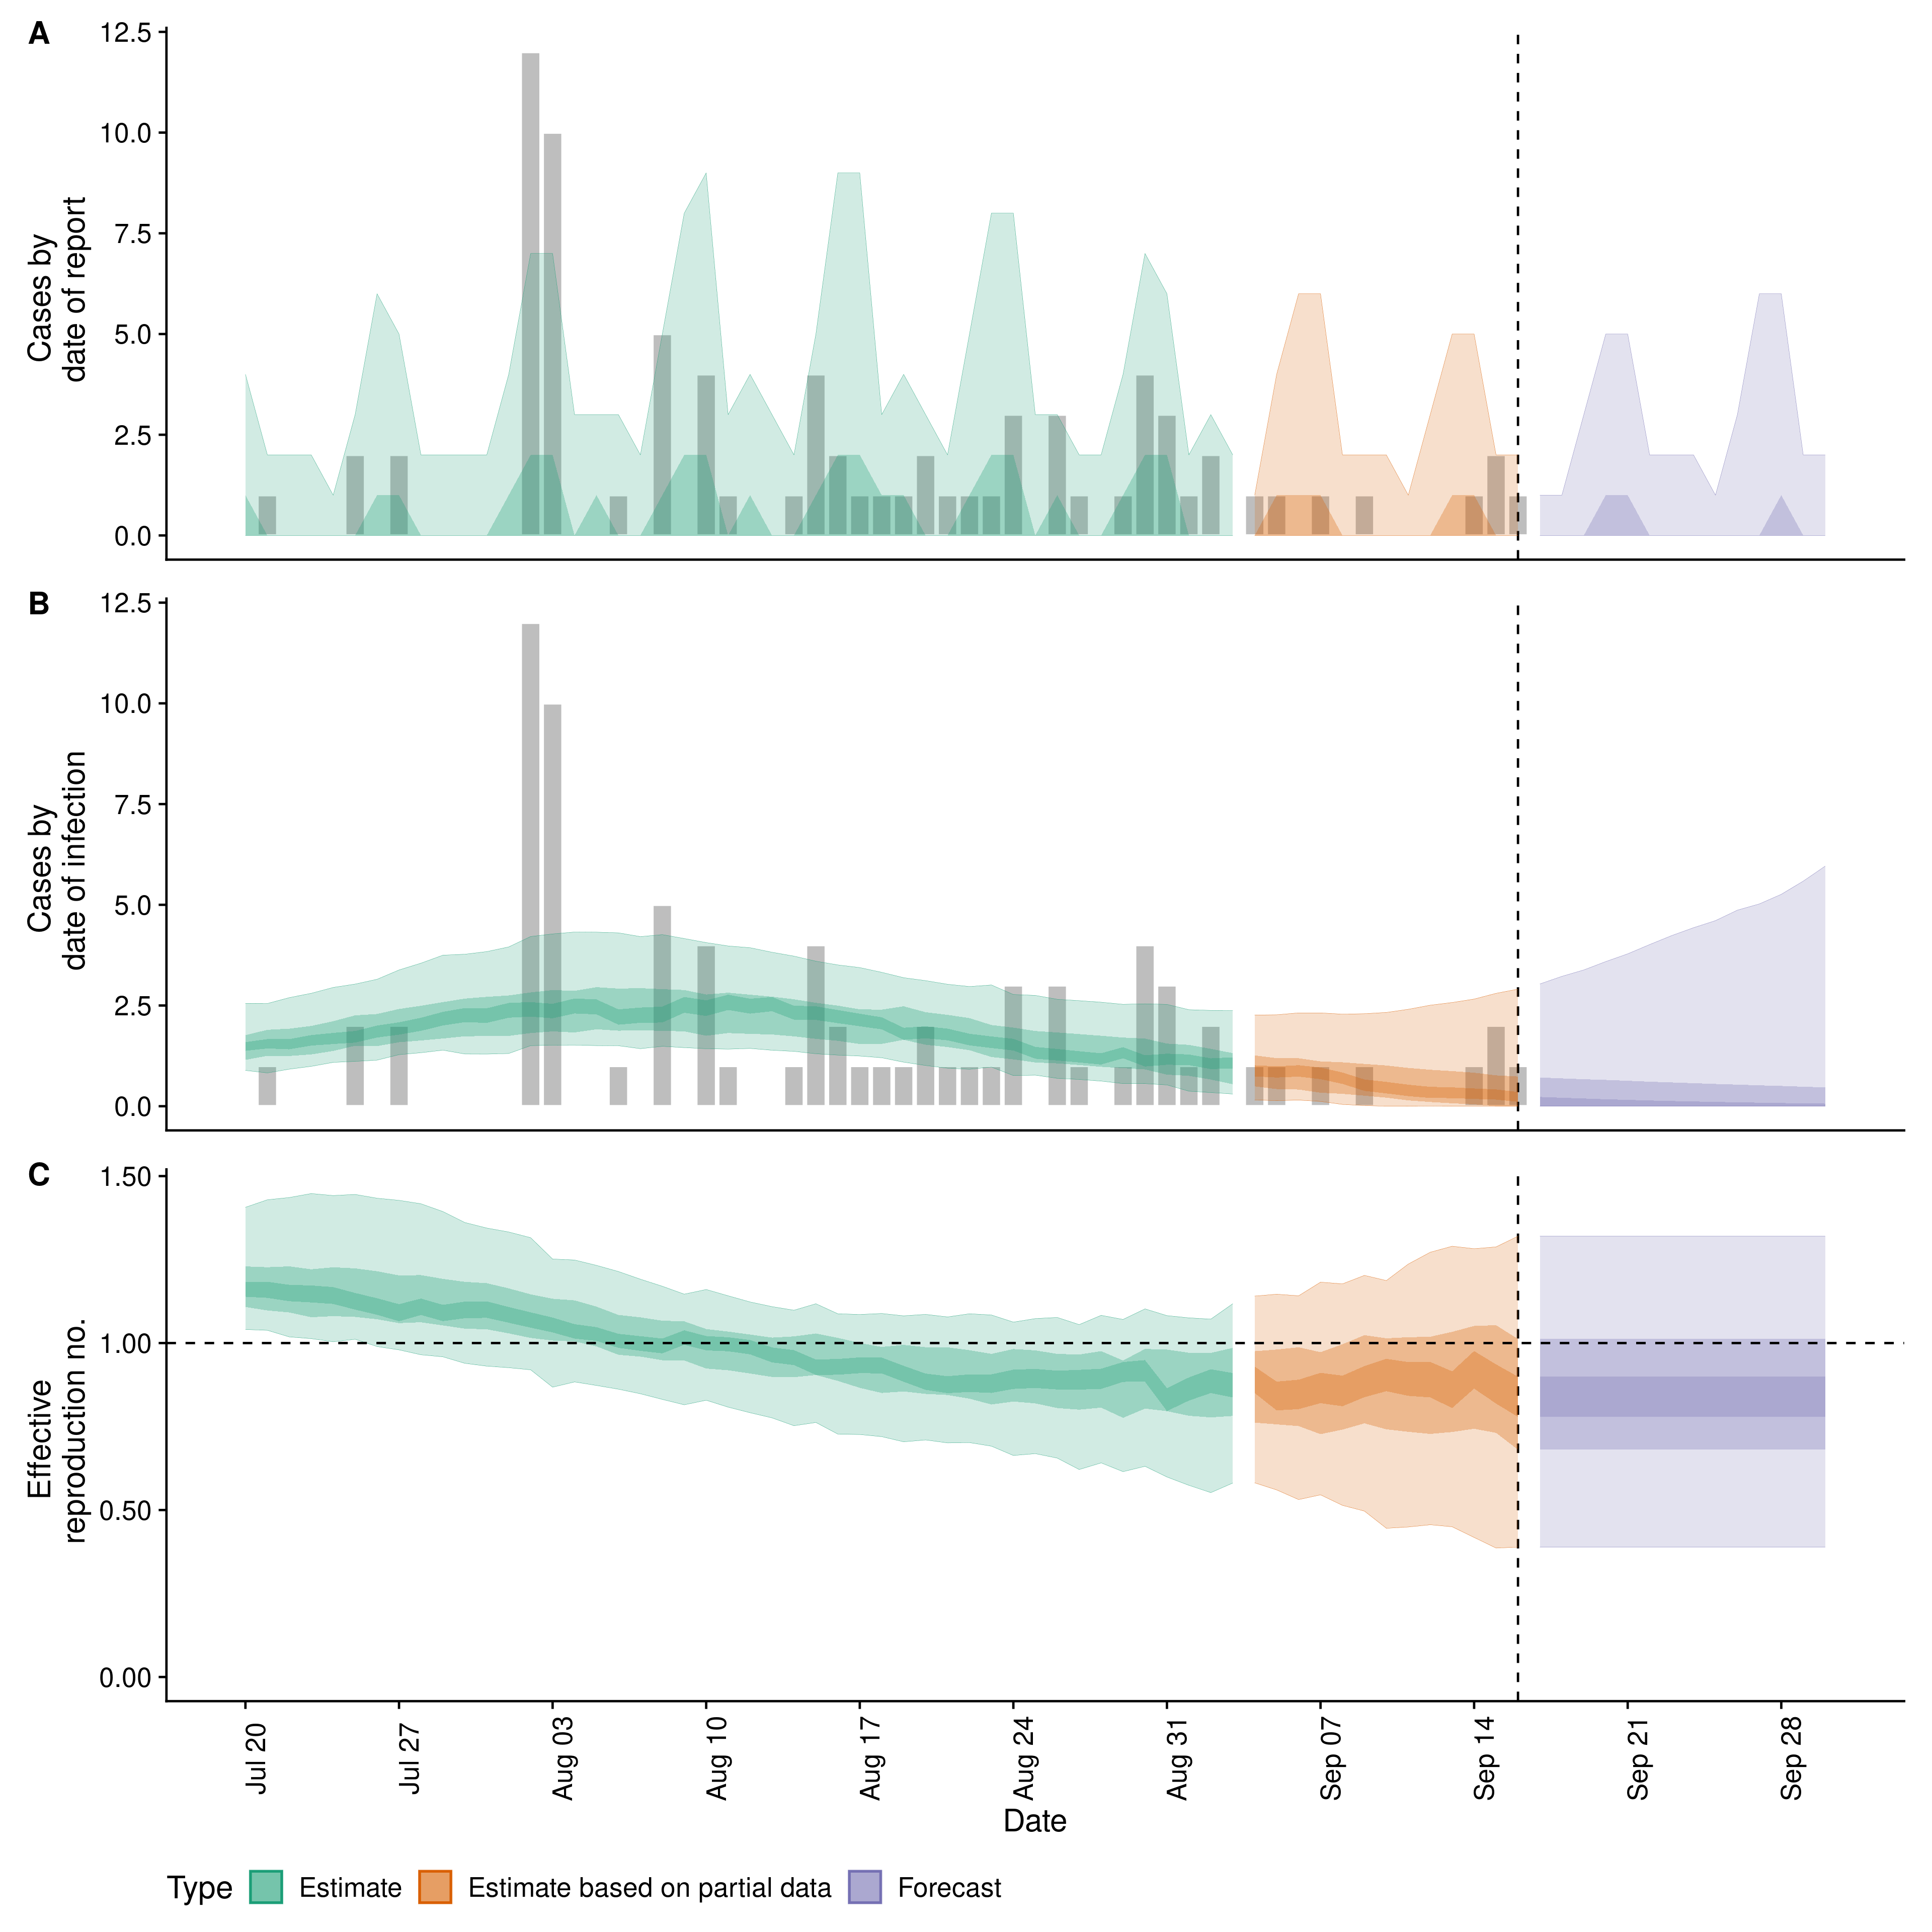 A
Cases by
date of report
12.5
10.0
7.5
5.0
2.5
0.0
B
Cases by
date of infection
12.5
10.0
7.5
5.0
2.5
0.0
C
Effective
reproduction no.
1.50
1.00
0.50
0.00
Jul 20
Jul 27
Aug 03
Aug 10
Aug 17
Aug 24
Aug 31
Sep 07
Sep 14
Sep 21
Sep 28
Date
Type Estimate Estimate based on partial data Forecast